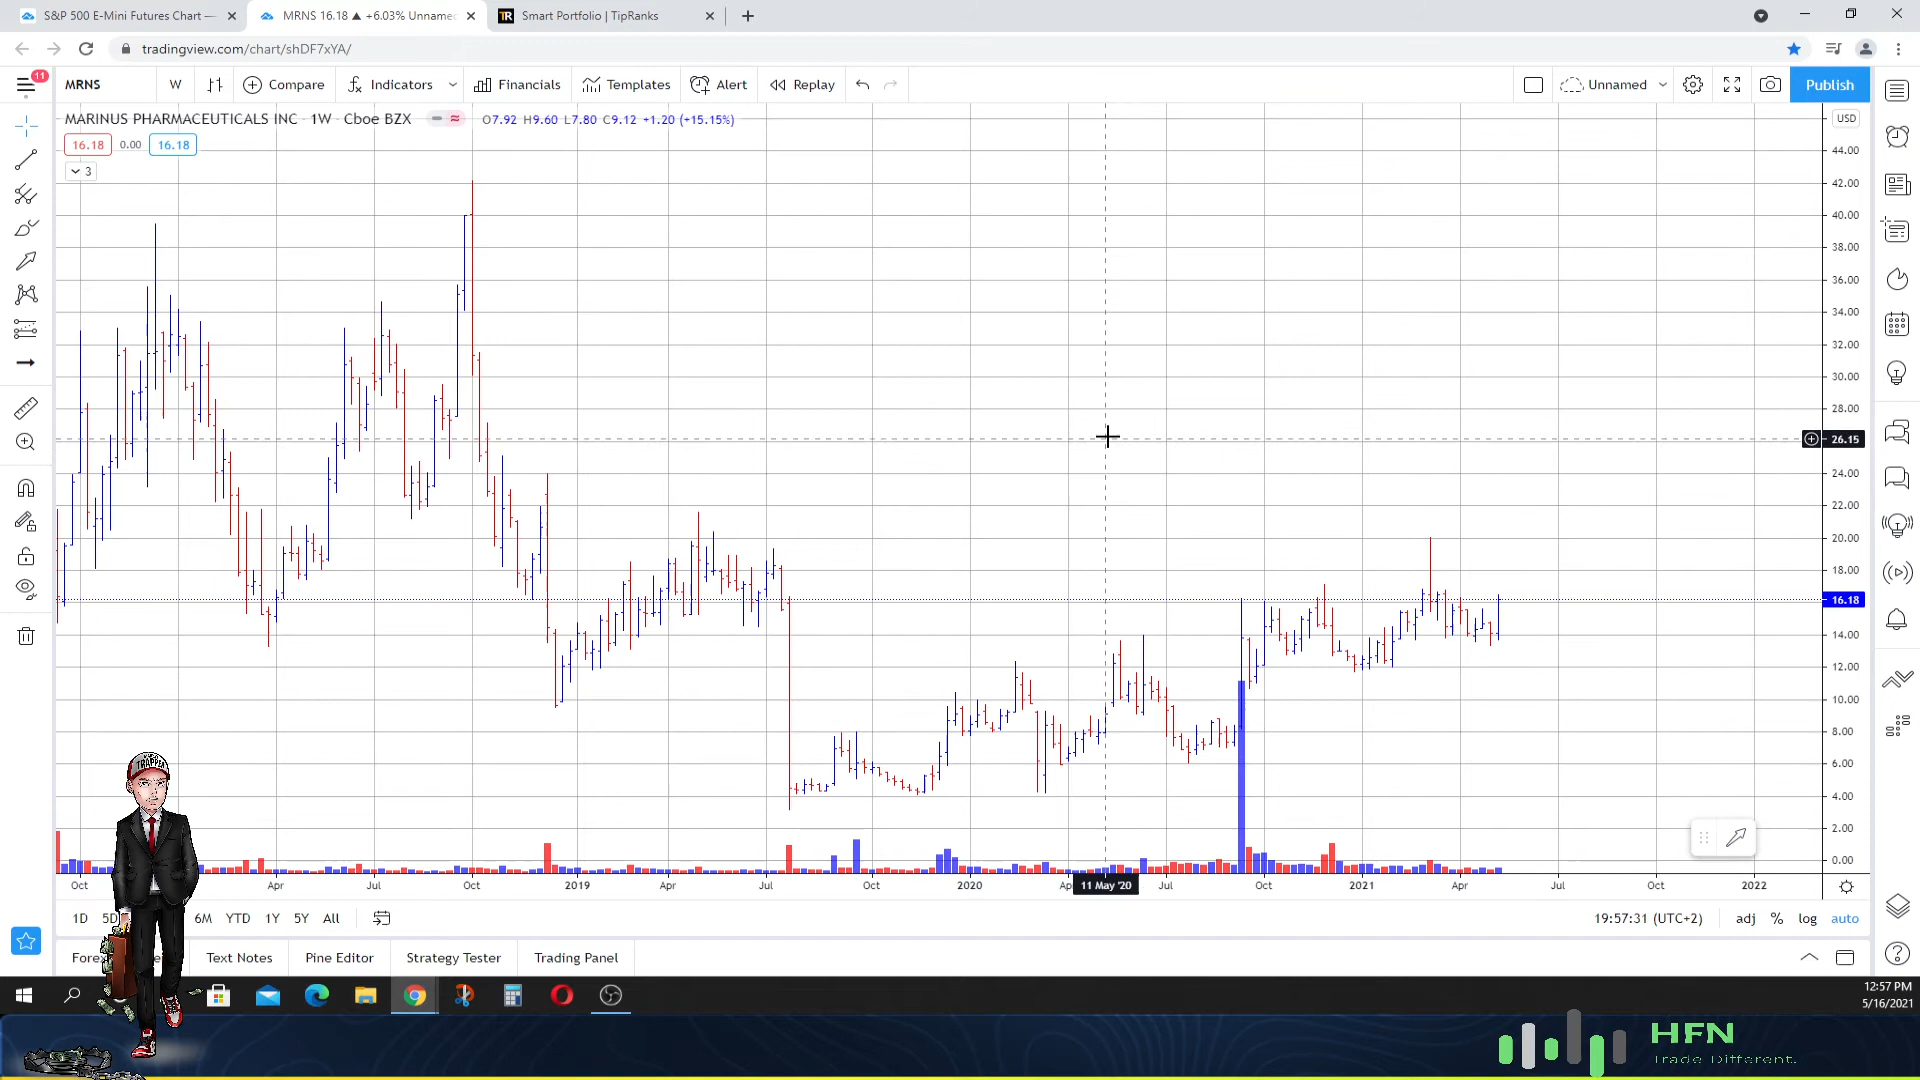 S&P 500 E-Mini Futures Chart —
MRNS 16.18 ▲ +6.03% Unname
Smart Portfolio | TipRanks
tradingview.com/chart/shDF7xYA/
11
MRNS
W
Compare
Indicators
Financials
Templates
Alert
Replay
Unnamed
Publish
MARINUS PHARMACEUTICALS INC · 1W · Cboe BZX
O7.92 H9.60 L7.80 C9.12 +1.20 (+15.15%)
USD
16.18 0.00 16.18
3
44.00
42.00
40.00
38.00
36.00
34.00
32.00
30.00
28.00
26.15
24.00
22.00
20.00
18.00
16.18
14.00
12.00
10.00
8.00
6.00
4.00
2.00
0.00
Oct Apr Jul Oct 2019 Apr Jul Oct 2020 Ap 11 May '20 Jul Oct 2021 Apr Jul Oct 2022
1D 5D 6M YTD 1Y 5Y All
19:57:31 (UTC+2) adj % log auto
Text Notes Pine Editor Strategy Tester Trading Panel
TRAPPER
12:57 PM
5/16/2021
HFN
Trade Different.